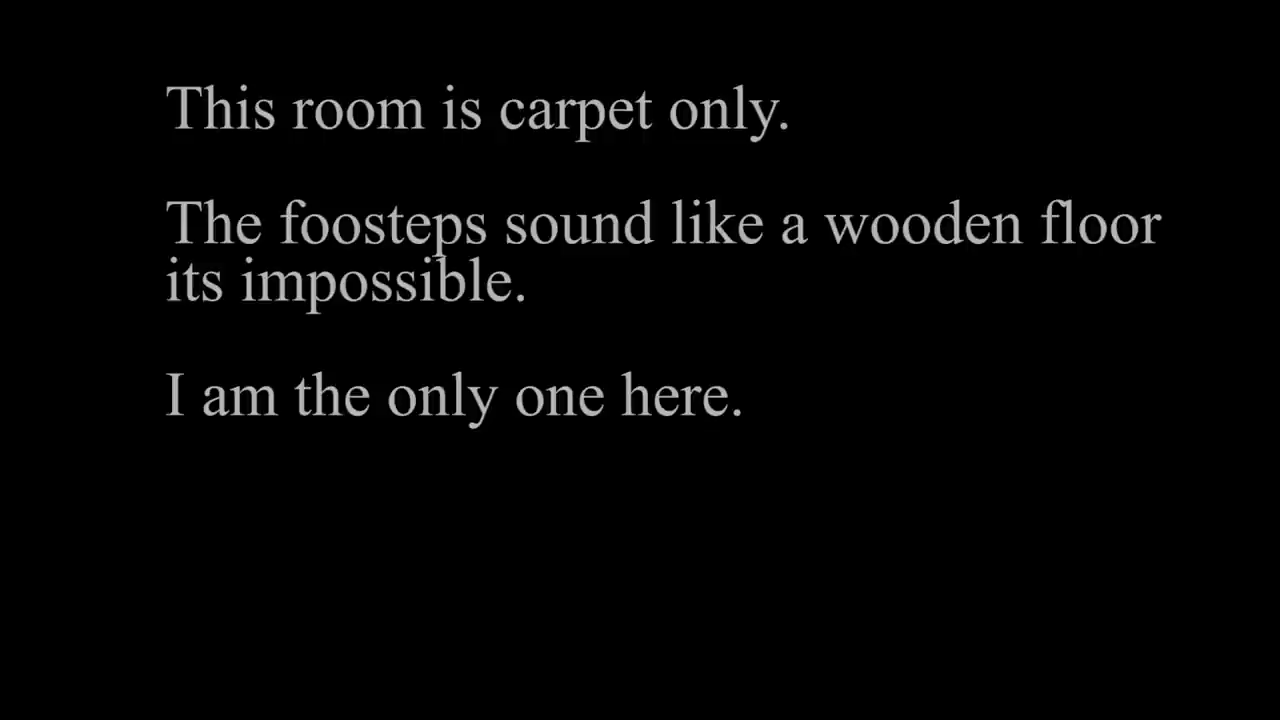 This room is carpet only.
The foosteps sound like a wooden floor
its impossible.
I am the only one here.